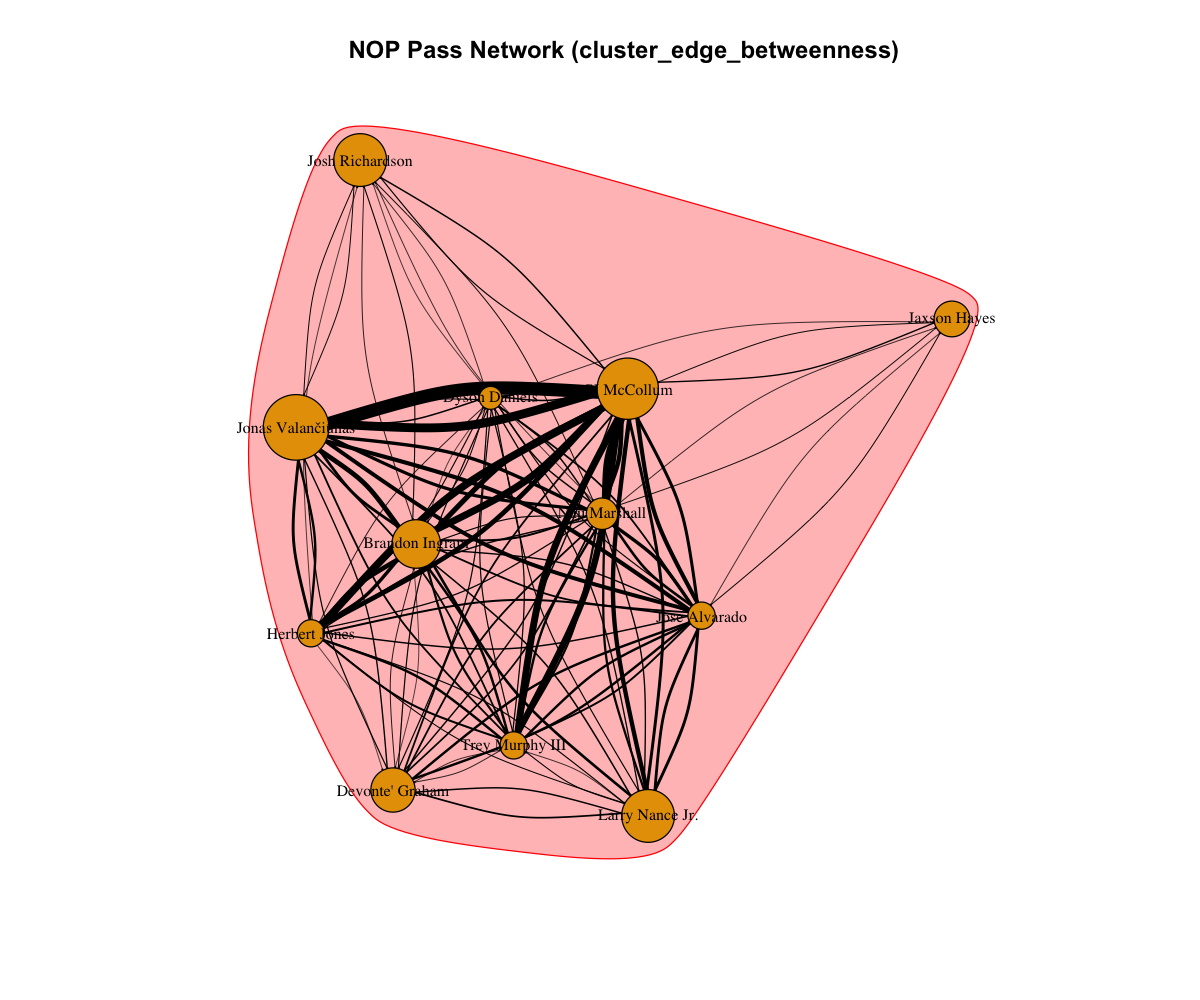 NOP Pass Network (cluster_edge_betweenness)
Josh Richardson
Jaxson Hayes
McCollum
Dyson Daniels
Jonas Valančiūnas
Marshall
Brandon Ingram
Jose Alvarado
Herbert Jones
Trey Murphy III
Devonte' Graham
Larry Nance Jr.